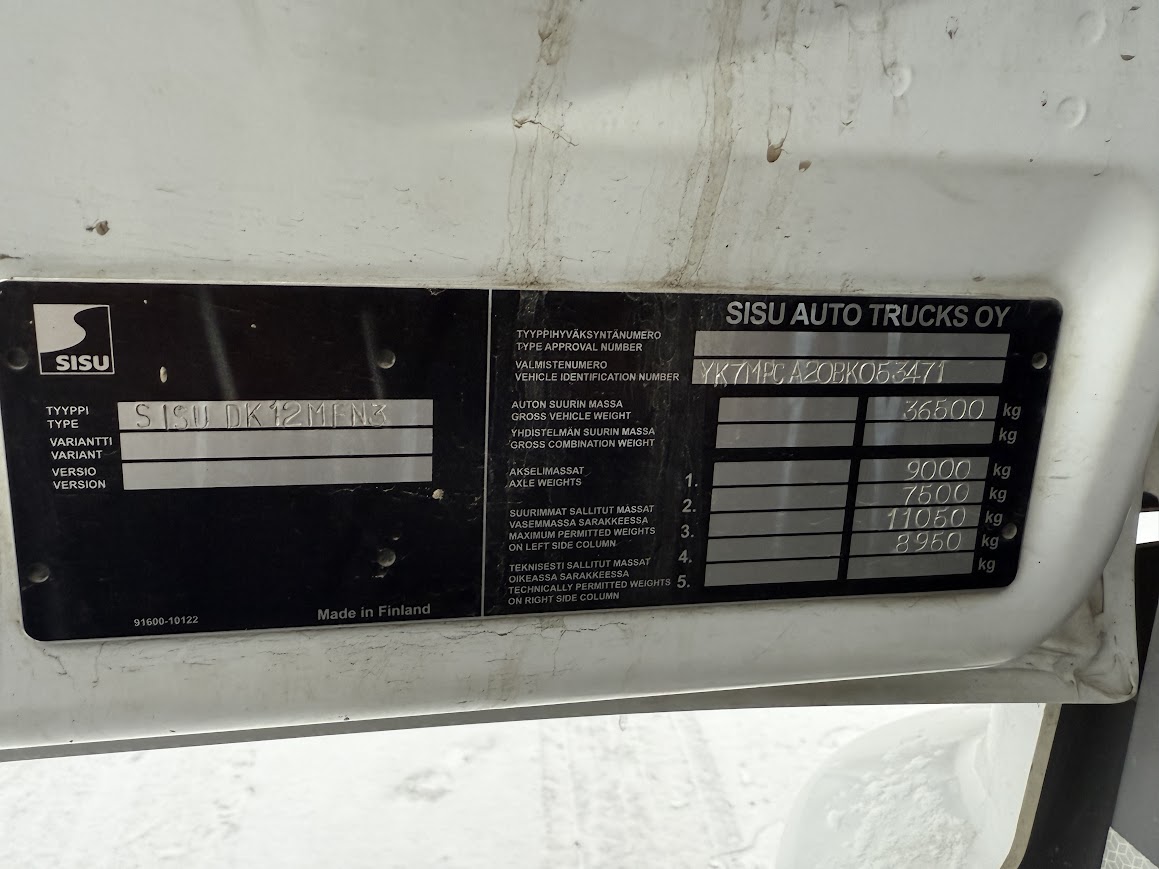 SISU
TYYPPI
TYPE
SISU DK12MFN3
VARIANTTI
VARIANT
VERSIO
VERSION
91600-10122
Made in Finland
SISU AUTO TRUCKS OY
TYYPPIHYVÄKSYNTÄNUMERO
TYPE APPROVAL NUMBER
VALMISTENUMERO
VEHICLE IDENTIFICATION NUMBER
YK7MPCA20BK053471
AUTON SUURIN MASSA
GROSS VEHICLE WEIGHT
36500 kg
YHDISTELMÄN SUURIN MASSA
GROSS COMBINATION WEIGHT
kg
AKSELIMASSAT
AXLE WEIGHTS
1. 9000 kg
2. 7500 kg
3. 11050 kg
4. 8950 kg
5. kg
SUURIMMAT SALLITUT MASSAT
VASEMMASSA SARAKKEESSA
MAXIMUM PERMITTED WEIGHTS
ON LEFT SIDE COLUMN
TEKNISESTI SALLITUT MASSAT
OIKEASSA SARAKKEESSA
TECHNICALLY PERMITTED WEIGHTS
ON RIGHT SIDE COLUMN